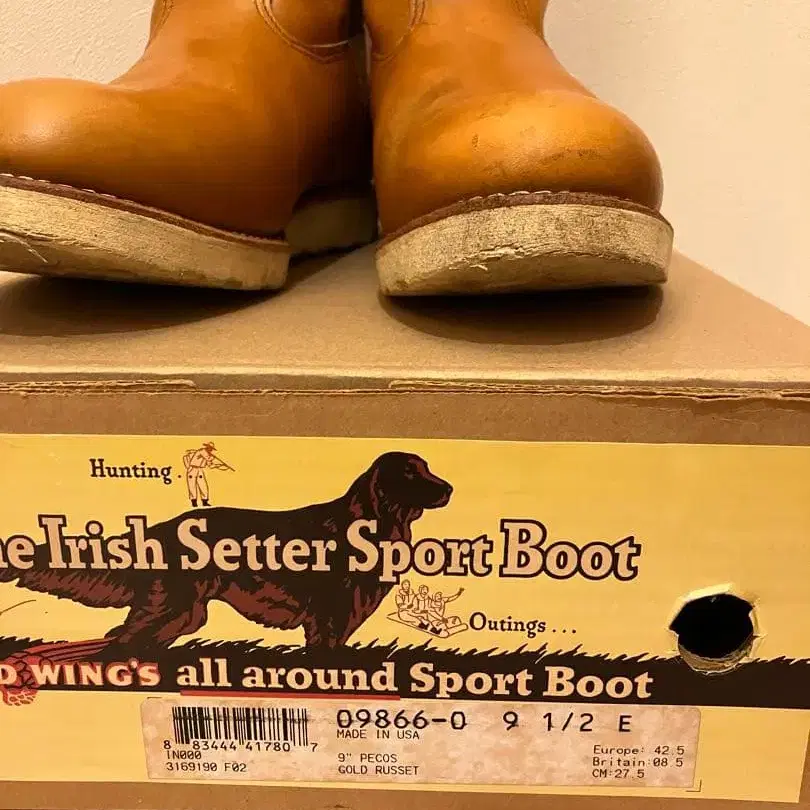 Hunting .
he Irish Setter Sport Boot
Outings...
D WING'S all around Sport Boot
09866-0 9 1/2 E
MADE IN USA
8 83444 41780 7
IN000
3169190 F02
9" PECOS
GOLD RUSSET
Europe: 42.5
Britain:08.5
CM:27.5